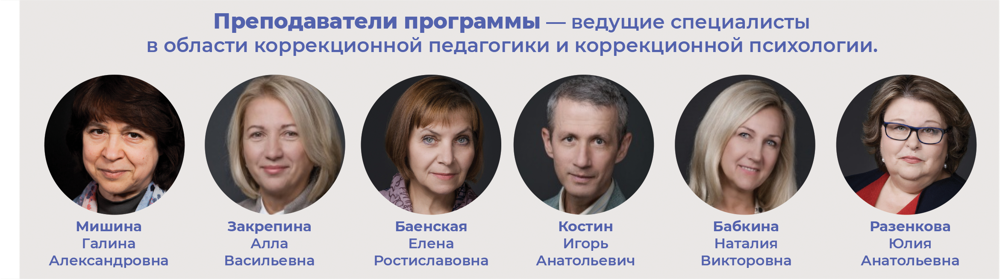 Преподаватели программы — ведущие специалисты
в области коррекционной педагогики и коррекционной психологии.
Мишина
Галина
Александровна
Закрепина
Алла
Васильевна
Баенская
Елена
Ростиславовна
Костин
Игорь
Анатольевич
Бабкина
Наталия
Викторовна
Разенкова
Юлия
Анатольевна